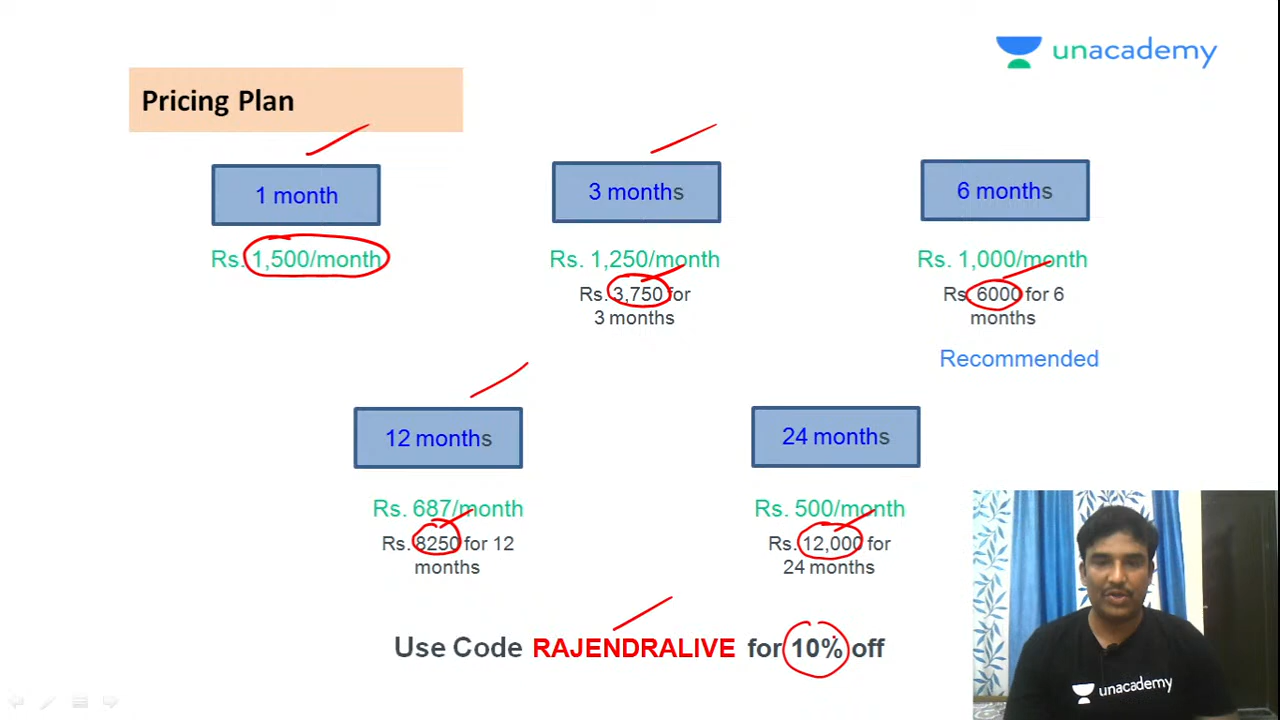 unacademy
Pricing Plan
1 month
3 months
6 months
Rs. 1,500/month
Rs. 1,250/month
Rs. 1,000/month
Rs. 3,750 for
3 months
Rs. 6000 for 6
months
Recommended
12 months
24 months
Rs. 687/month
Rs. 500/month
Rs. 8250 for 12
months
Rs. 12,000 for
24 months
Use Code RAJENDRALIVE for 10% off
unacademy